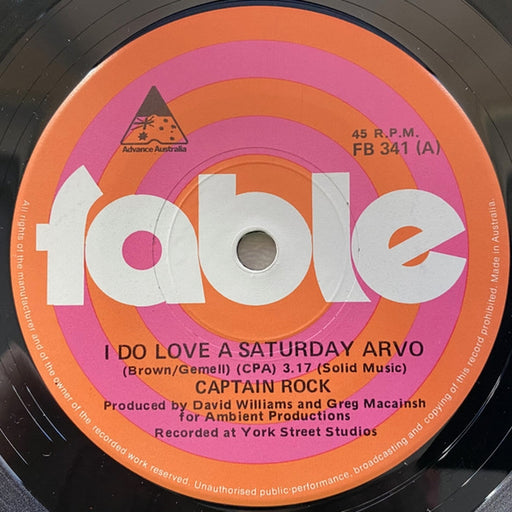 Advance Australia
45 R.P.M.
FB 341 (A)
fable
I DO LOVE A SATURDAY ARVO
(Brown/Gemell) (CPA) 3.17 (Solid Music)
CAPTAIN ROCK
Produced by David Williams and Greg Macainsh
for Ambient Productions
Recorded at York Street Studios
All rights of the manufacturer and of the owner of the recorded work reserved. Unauthorised public performance, broadcasting and copying of this record prohibited. Made in Australia.